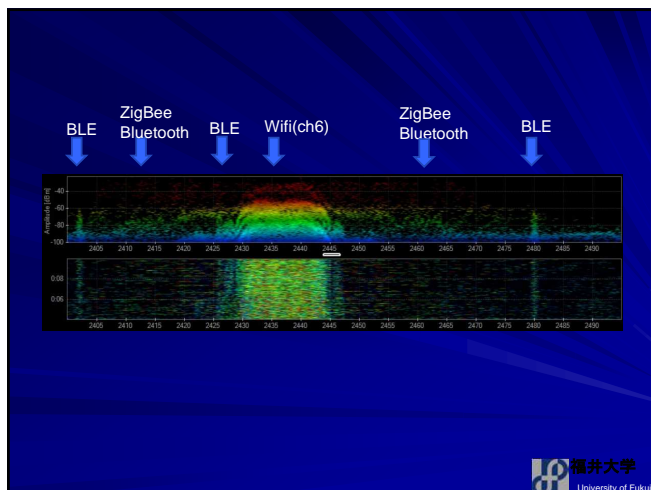 BLE
ZigBee
Bluetooth
BLE
Wifi(ch6)
ZigBee
Bluetooth
BLE
Amplitude [dBm]
-40
-60
-80
-100
2405 2410 2415 2420 2425 2430 2435 2440 2445 2450 2455 2460 2465 2470 2475 2480 2485 2490
0.08
0.06
2405 2410 2415 2420 2425 2430 2435 2440 2445 2450 2455 2460 2465 2470 2475 2480 2485 2490
福井大学
University of Fukui